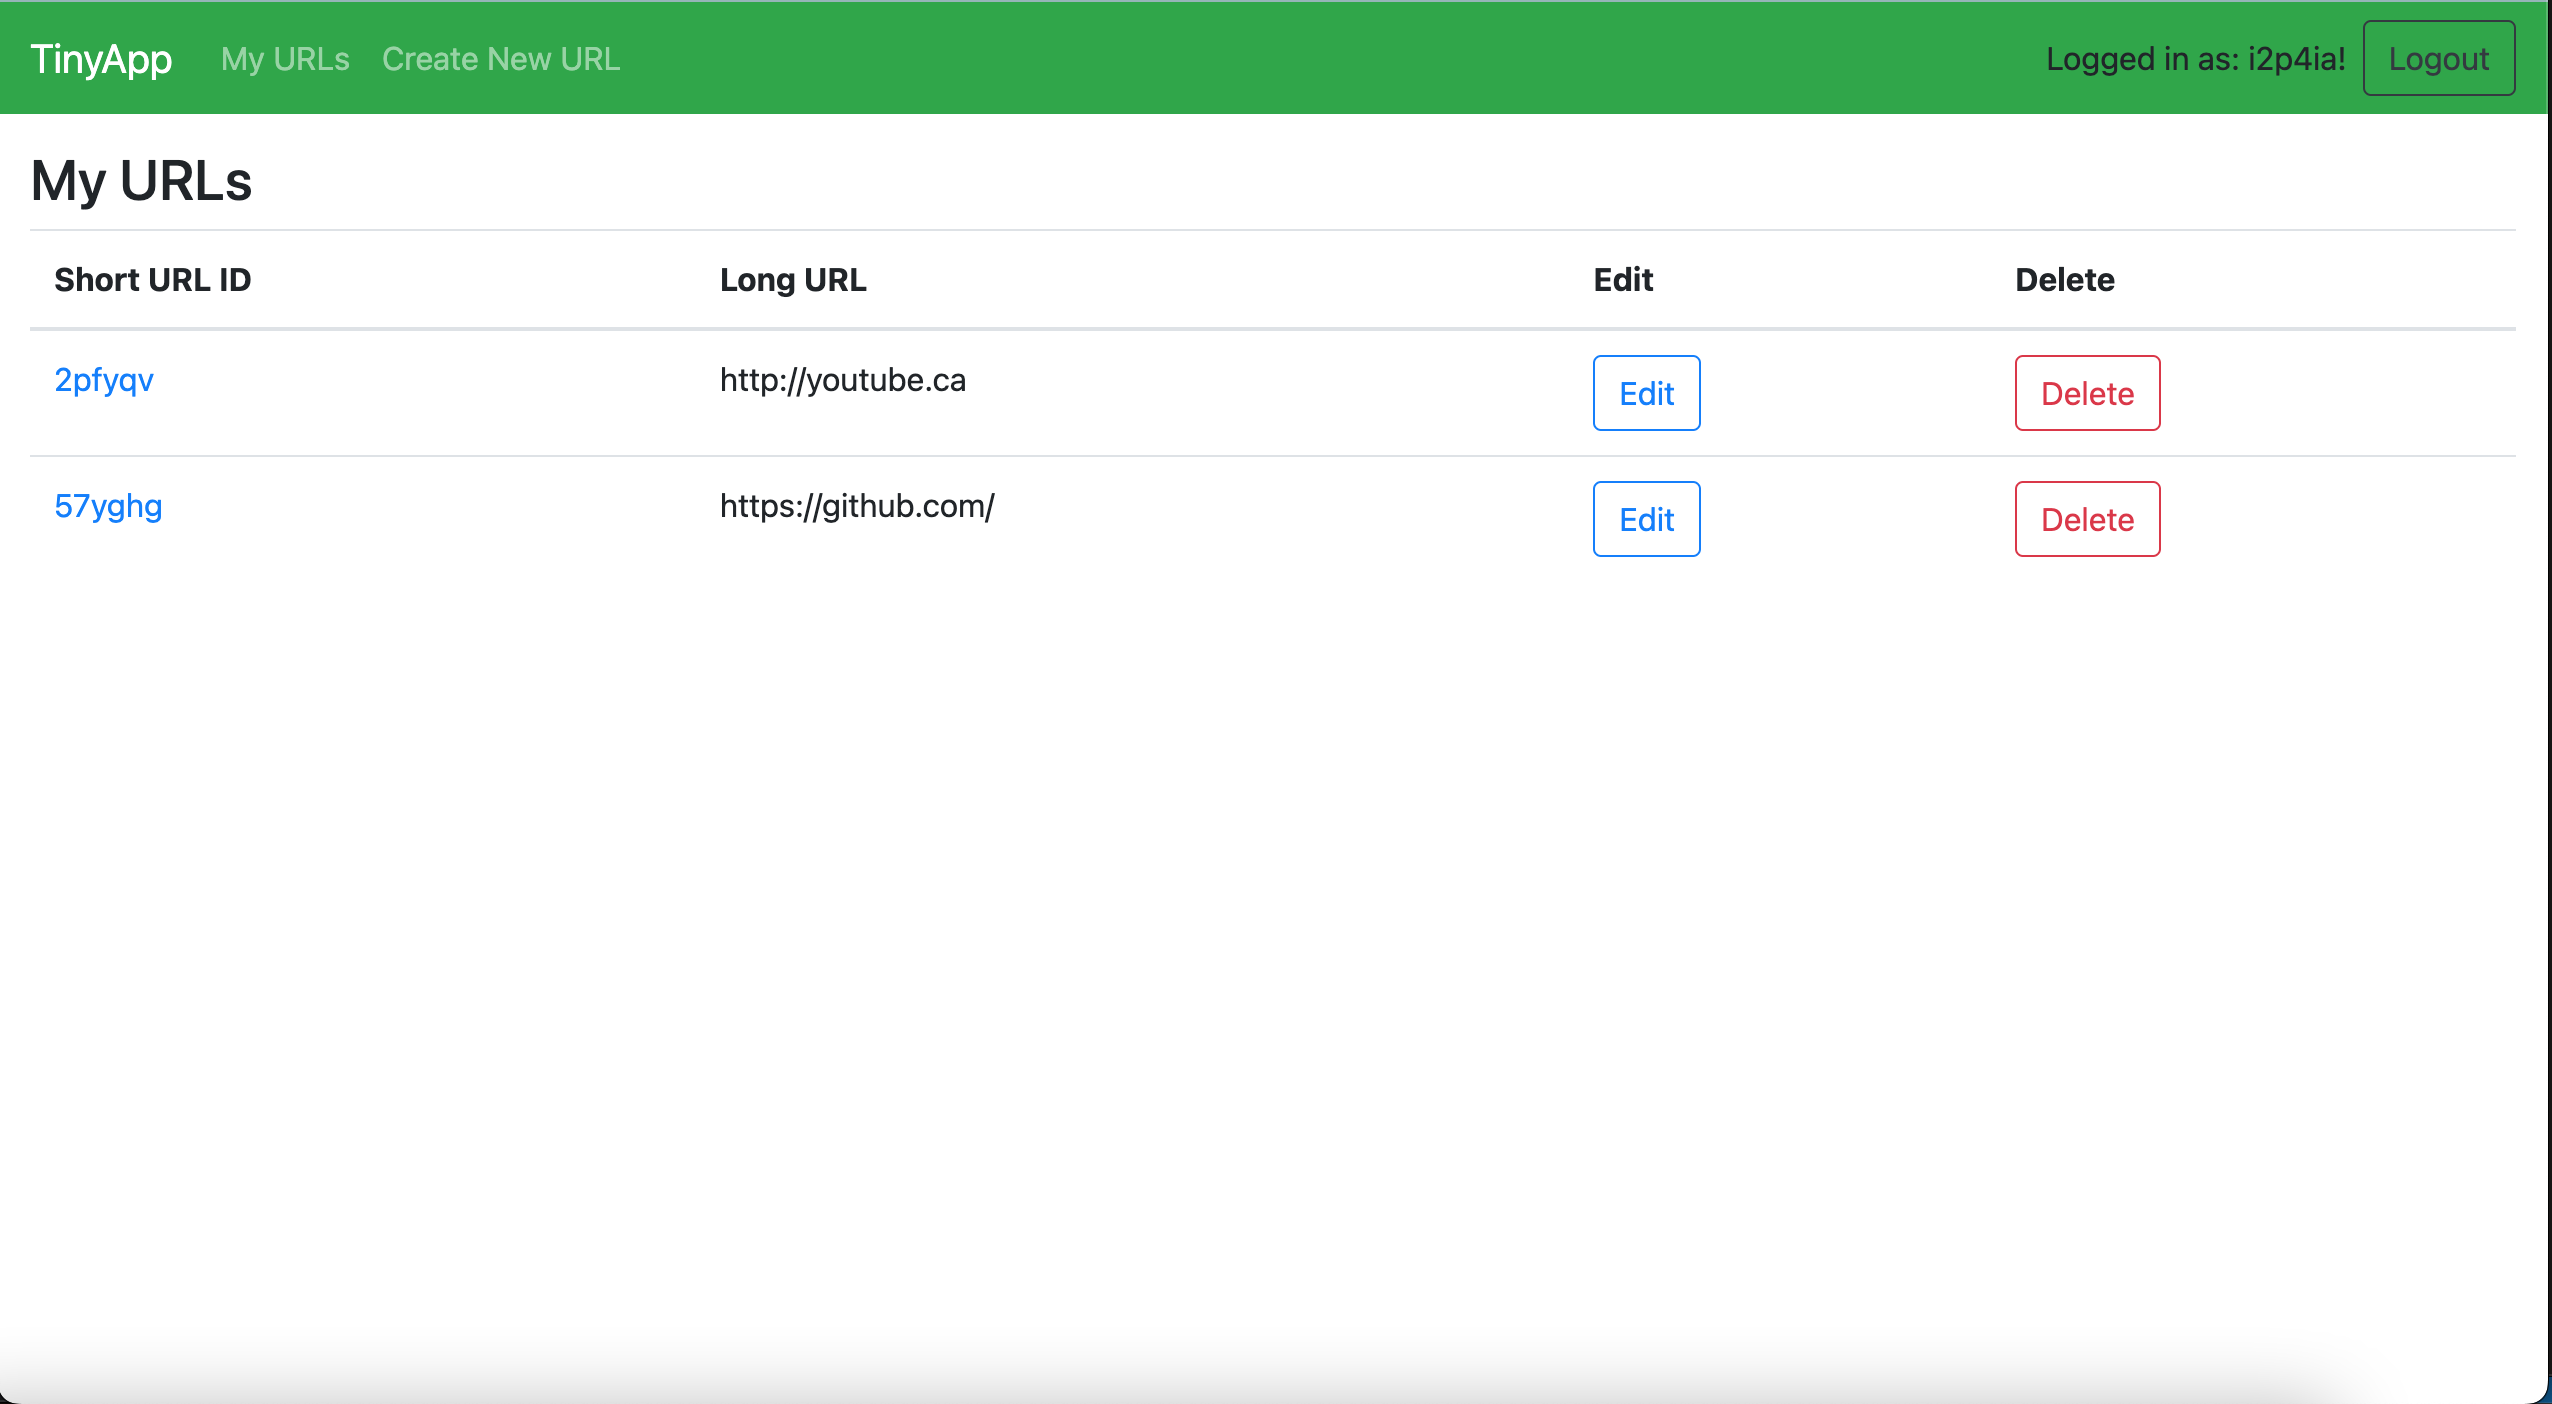 TinyApp My URLs Create New URL Logged in as: i2p4ia! Logout
My URLs
Short URL ID Long URL Edit Delete
2pfyqv http://youtube.ca Edit Delete
57yghg https://github.com/ Edit Delete